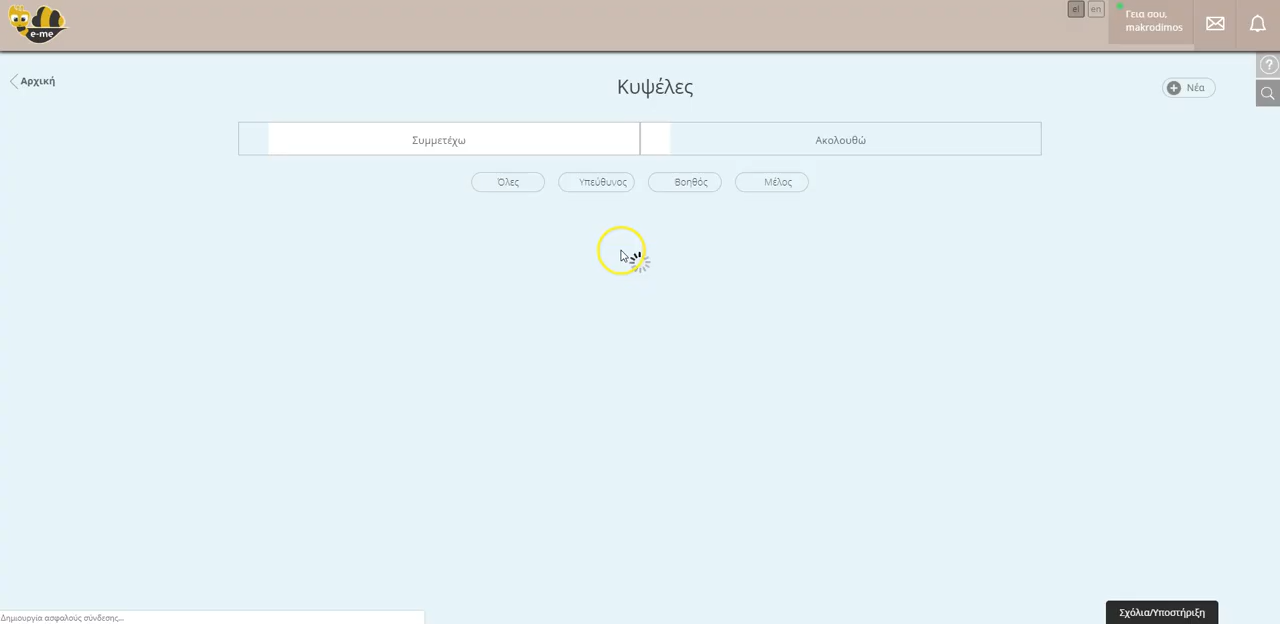 e-me
el en
Γεια σου,
makrodimos
Αρχική
Κυψέλες
Νέα
Συμμετέχω
Ακολουθώ
Όλες
Υπεύθυνος
Βοηθός
Μέλος
Σχόλια/Υποστήριξη
Δημιουργία ασφαλούς σύνδεσης...